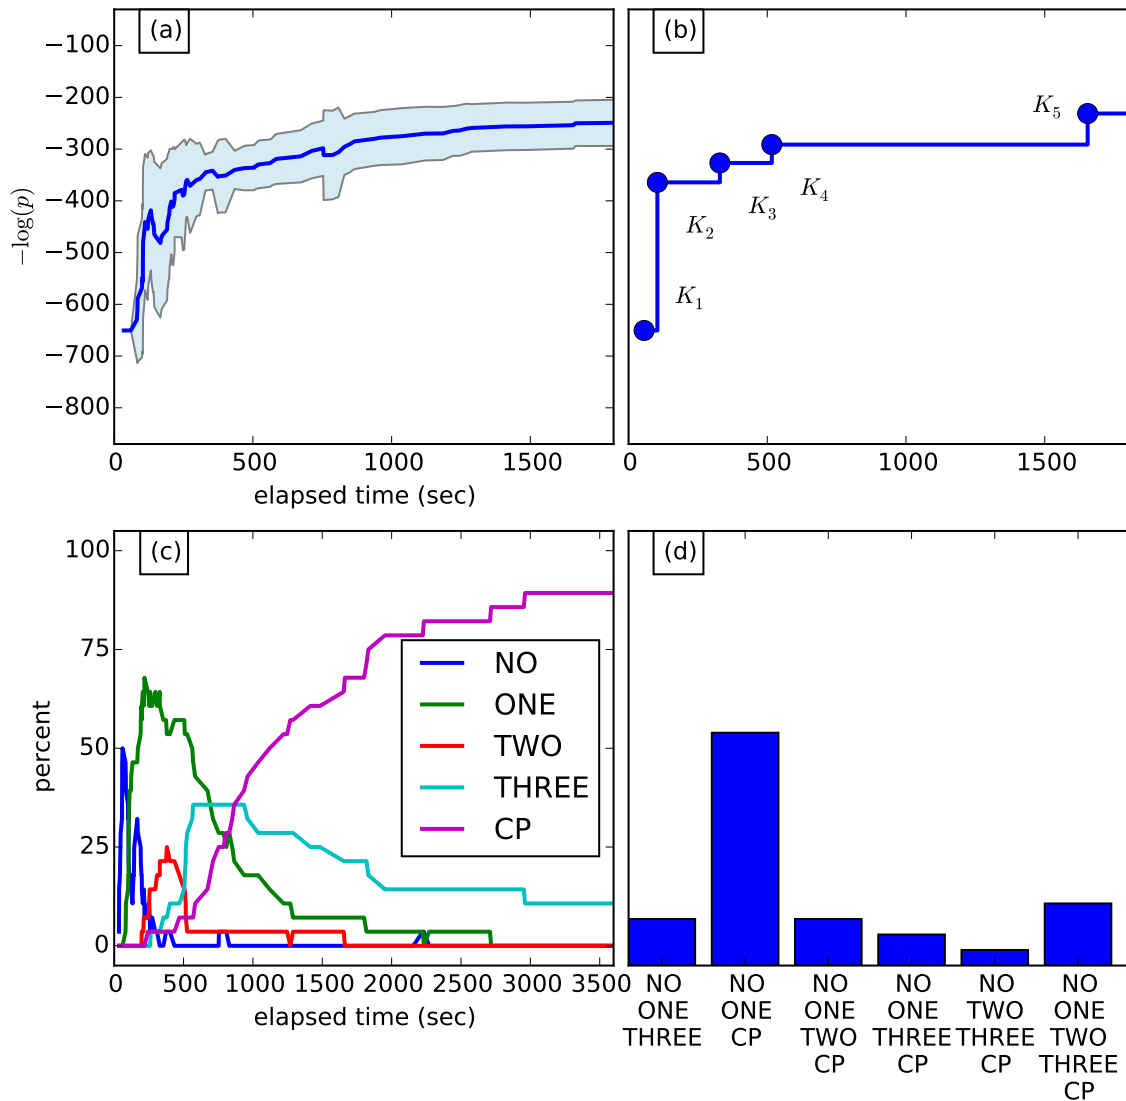 (a)
−100
−200
−300
−400
−500
−600
−700
−800
−log(p)
0 500 1000 1500
elapsed time (sec)
(b)
K1
K2
K3
K4
K5
0 500 1000 1500
(c)
100
75
50
25
0
percent
NO
ONE
TWO
THREE
CP
0 500 1000 1500 2000 2500 3000 3500
elapsed time (sec)
(d)
NO
ONE
THREE
NO
ONE
CP
NO
ONE
TWO
CP
NO
ONE
THREE
CP
NO
TWO
THREE
CP
NO
ONE
TWO
THREE
CP